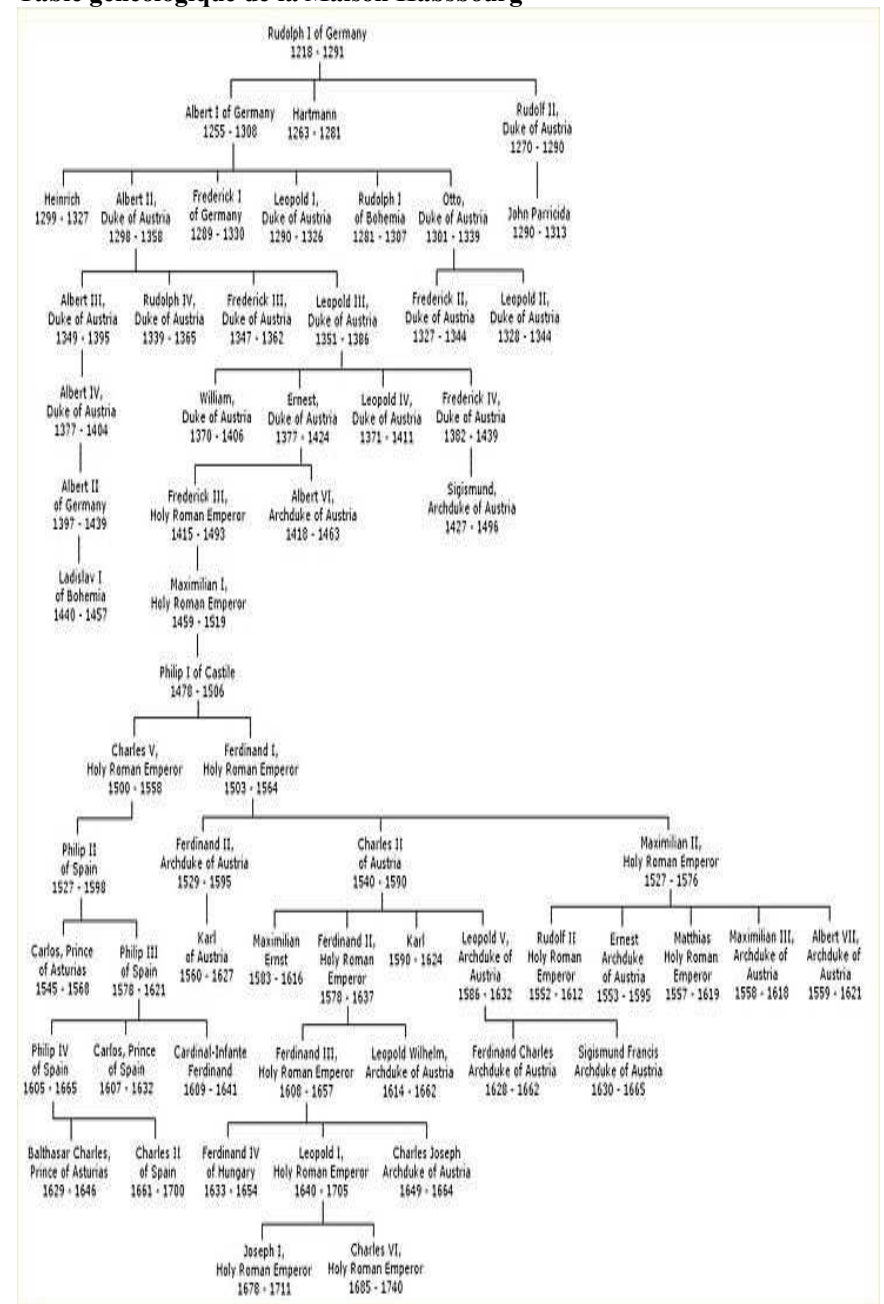 Table généologique de la Maison Habsbourg
Rudolph I of Germany
1218 - 1291
Albert I of Germany
1255 - 1308
Hartmann
1263 - 1281
Rudolf II,
Duke of Austria
1270 - 1290
Heinrich
1299 - 1327
Albert II,
Duke of Austria
1298 - 1358
Frederick I
of Germany
1289 - 1330
Leopold I,
Duke of Austria
1290 - 1326
Rudolph I
of Bohemia
1281 - 1307
Otto,
Duke of Austria
1301 - 1339
John Parricida
1290 - 1313
Albert III,
Duke of Austria
1349 - 1395
Rudolph IV,
Duke of Austria
1339 - 1365
Frederick III,
Duke of Austria
1347 - 1362
Leopold III,
Duke of Austria
1351 - 1386
Frederick II,
Duke of Austria
1327 - 1344
Leopold II,
Duke of Austria
1328 - 1344
Albert IV,
Duke of Austria
1377 - 1404
William,
Duke of Austria
1370 - 1406
Ernest,
Duke of Austria
1377 - 1424
Leopold IV,
Duke of Austria
1371 - 1411
Frederick IV,
Duke of Austria
1382 - 1439
Albert II
of Germany
1397 - 1439
Frederick III,
Holy Roman Emperor
1415 - 1493
Albert VI,
Archduke of Austria
1418 - 1463
Sigismund,
Archduke of Austria
1427 - 1496
Ladislav I
of Bohemia
1440 - 1457
Maximilian I,
Holy Roman Emperor
1459 - 1519
Philip I of Castile
1478 - 1506
Charles V,
Holy Roman Emperor
1500 - 1558
Ferdinand I,
Holy Roman Emperor
1503 - 1564
Philip II
of Spain
1527 - 1598
Ferdinand II,
Archduke of Austria
1529 - 1595
Charles II
of Austria
1540 - 1590
Maximilian II,
Holy Roman Emperor
1527 - 1576
Carlos, Prince
of Asturias
1545 - 1568
Philip III
of Spain
1578 - 1621
Karl
of Austria
1560 - 1627
Maximilian
Ernst
1583 - 1616
Ferdinand II,
Holy Roman
Emperor
1578 - 1637
Karl
1590 - 1624
Leopold V,
Archduke of
Austria
1586 - 1632
Rudolf II
Holy Roman
Emperor
1552 - 1612
Ernest
Archduke
of Austria
1553 - 1595
Matthias
Holy Roman
Emperor
1557 - 1619
Maximilian III,
Archduke of
Austria
1558 - 1618
Albert VII,
Archduke of
Austria
1559 - 1621
Philip IV
of Spain
1605 - 1665
Carlos, Prince
of Spain
1607 - 1632
Cardinal-Infante
Ferdinand
1609 - 1641
Ferdinand III,
Holy Roman Emperor
1608 - 1657
Leopold Wilhelm,
Archduke of Austria
1614 - 1662
Ferdinand Charles
Archduke of Austria
1628 - 1662
Sigismund Francis
Archduke of Austria
1630 - 1665
Balthasar Charles,
Prince of Asturias
1629 - 1646
Charles II
of Spain
1661 - 1700
Ferdinand IV
of Hungary
1633 - 1654
Leopold I,
Holy Roman Emperor
1640 - 1705
Charles Joseph
Archduke of Austria
1649 - 1664
Joseph I,
Holy Roman Emperor
1678 - 1711
Charles VI,
Holy Roman Emperor
1685 - 1740